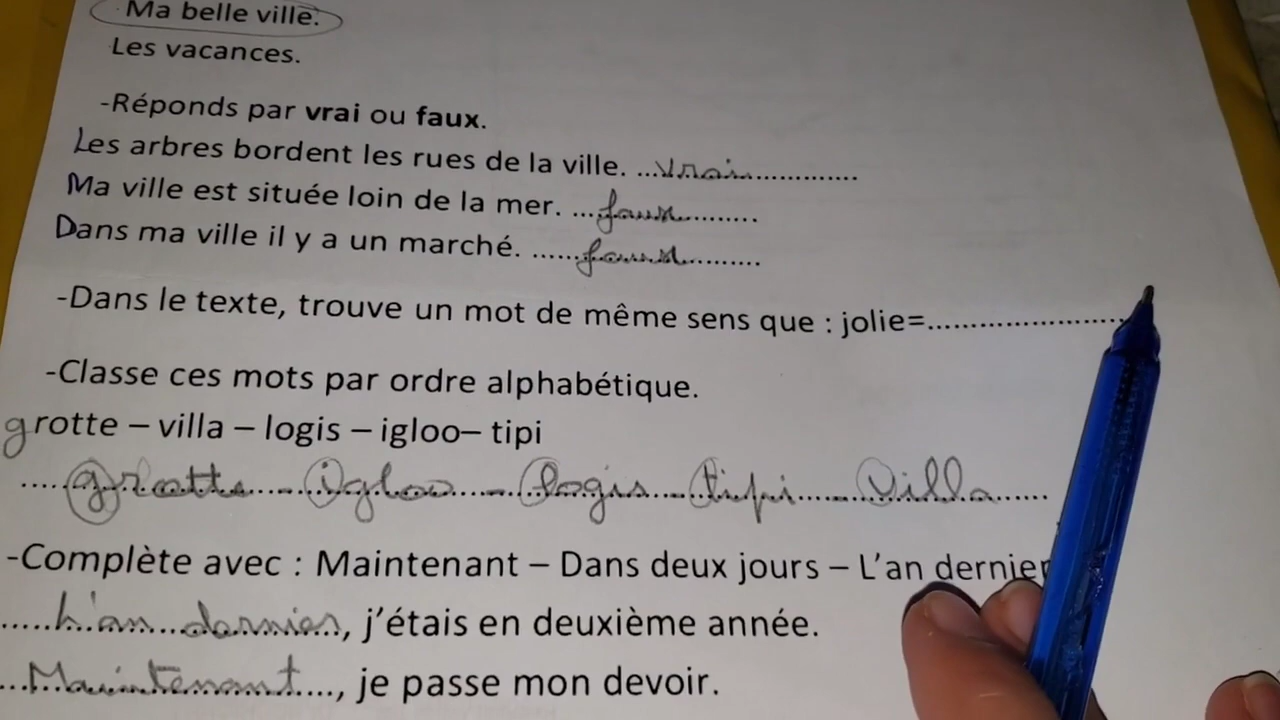 Ma belle ville.
Les vacances.
-Réponds par vrai ou faux.
Les arbres bordent les rues de la ville. ...vrai..............
Ma ville est située loin de la mer. ...faux..........
Dans ma ville il y a un marché. ......faux..........
-Dans le texte, trouve un mot de même sens que : jolie=.......................
-Classe ces mots par ordre alphabétique.
grotte – villa – logis – igloo– tipi
.....grotte....-igloo....-logis...-tipi.....-villa......
-Complète avec : Maintenant – Dans deux jours – L’an dernier
.....L'an...dernier., j’étais en deuxième année.
...Maintenant...., je passe mon devoir.